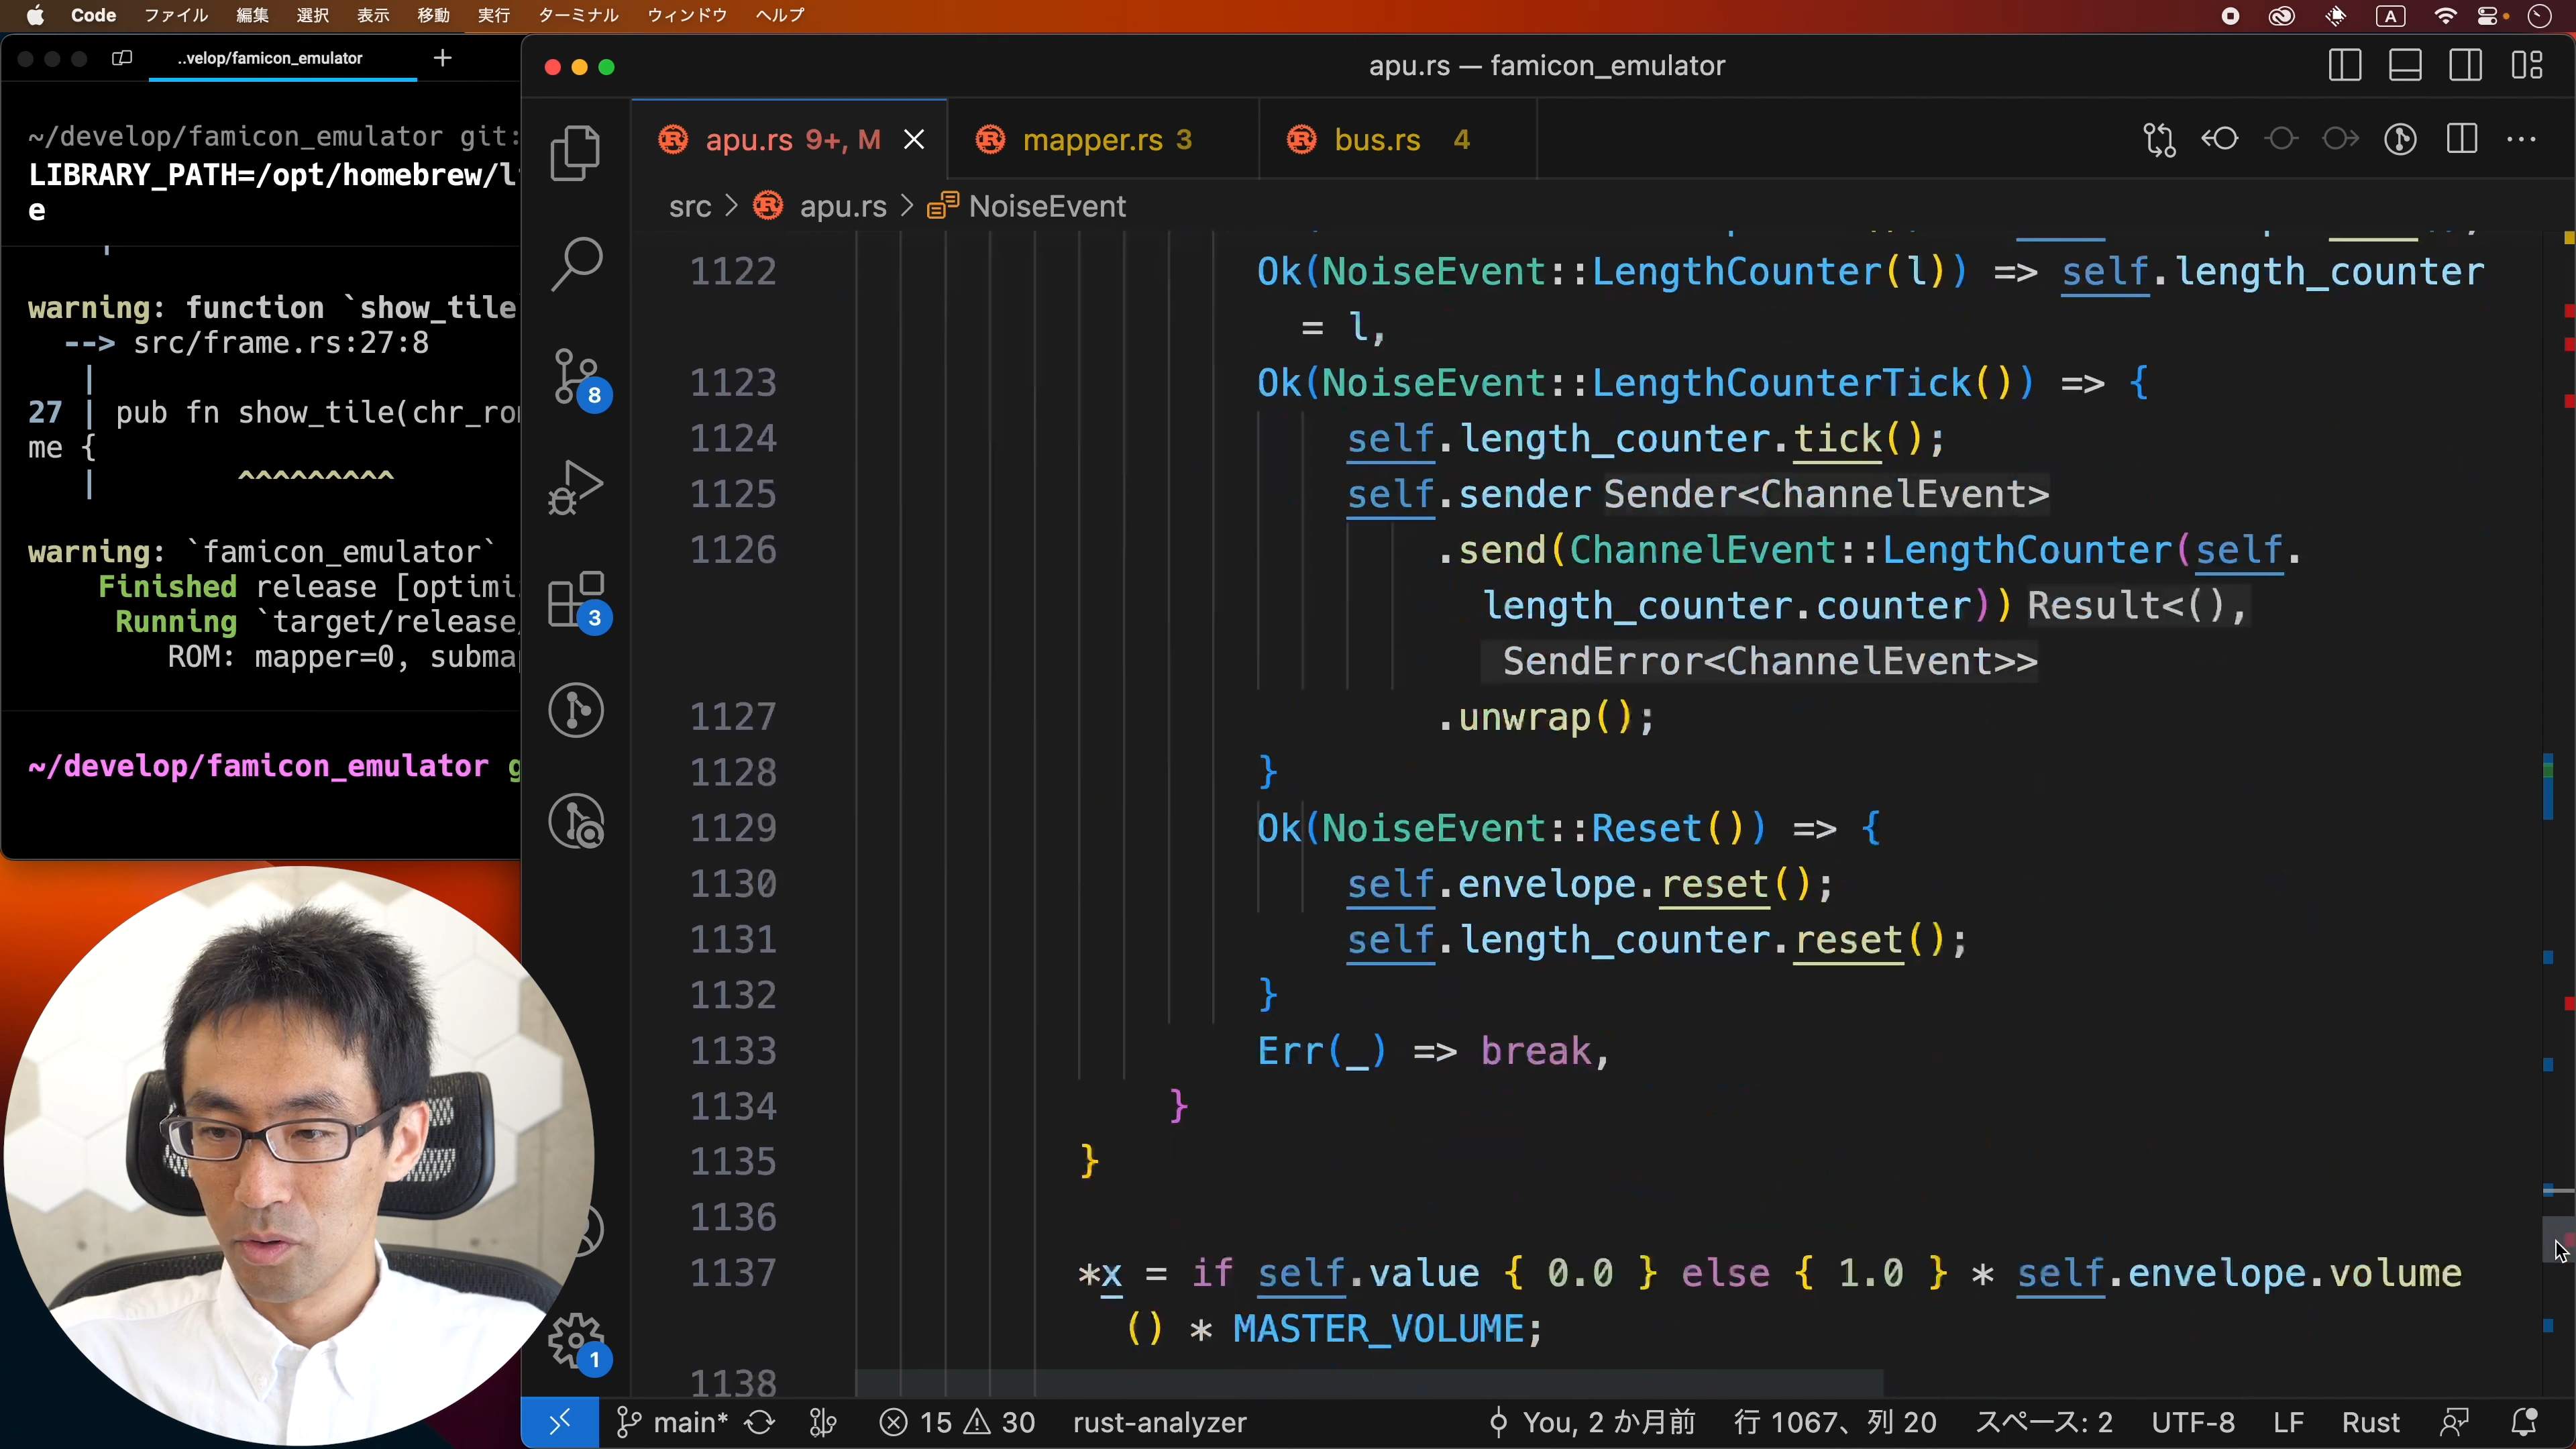 Code ファイル 編集 選択 表示 移動 実行 ターミナル ウィンドウ ヘルプ A
..velop/famicon_emulator
~/develop/famicon_emulator git:
LIBRARY_PATH=/opt/homebrew/l
e
warning: function `show_tile
--> src/frame.rs:27:8
|
27 | pub fn show_tile(chr_ro
me {
| ^^^^^^^^^
warning: `famicon_emulator`
Finished release [optimi
Running `target/release
ROM: mapper=0, subma
~/develop/famicon_emulator g
apu.rs — famicon_emulator
apu.rs 9+, M
mapper.rs 3
bus.rs 4
src > apu.rs > NoiseEvent
8
3
1
1122 Ok(NoiseEvent::LengthCounter(l)) => self.length_counter
= l,
1123 Ok(NoiseEvent::LengthCounterTick()) => {
1124 self.length_counter.tick();
1125 self.sender Sender<ChannelEvent>
1126 .send(ChannelEvent::LengthCounter(self.
length_counter.counter)) Result<(),
SendError<ChannelEvent>>
1127 .unwrap();
1128 }
1129 Ok(NoiseEvent::Reset()) => {
1130 self.envelope.reset();
1131 self.length_counter.reset();
1132 }
1133 Err(_) => break,
1134 }
1135 }
1136
1137 *x = if self.value { 0.0 } else { 1.0 } * self.envelope.volume
() * MASTER_VOLUME;
1138
main* 15 30 rust-analyzer You, 2 か月前 行 1067、列 20 スペース: 2 UTF-8 LF Rust